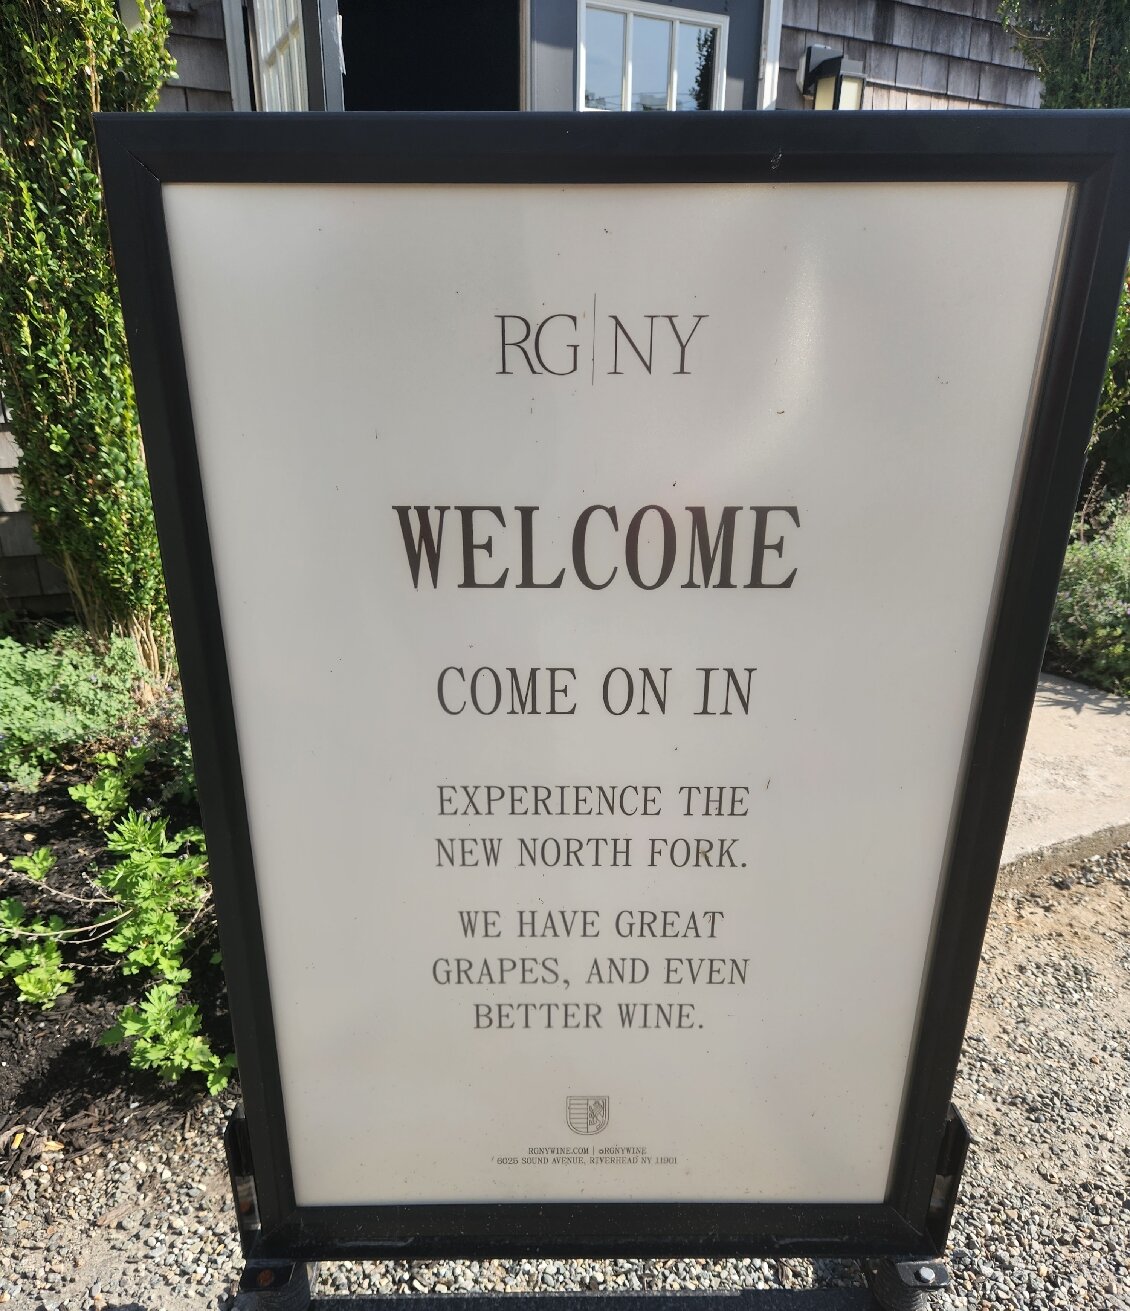 RG|NY
WELCOME
COME ON IN
EXPERIENCE THE
NEW NORTH FORK.
WE HAVE GREAT
GRAPES, AND EVEN
BETTER WINE.
RGNYWINE.COM | @RGNYWINE
6025 SOUND AVENUE, RIVERHEAD NY 11901